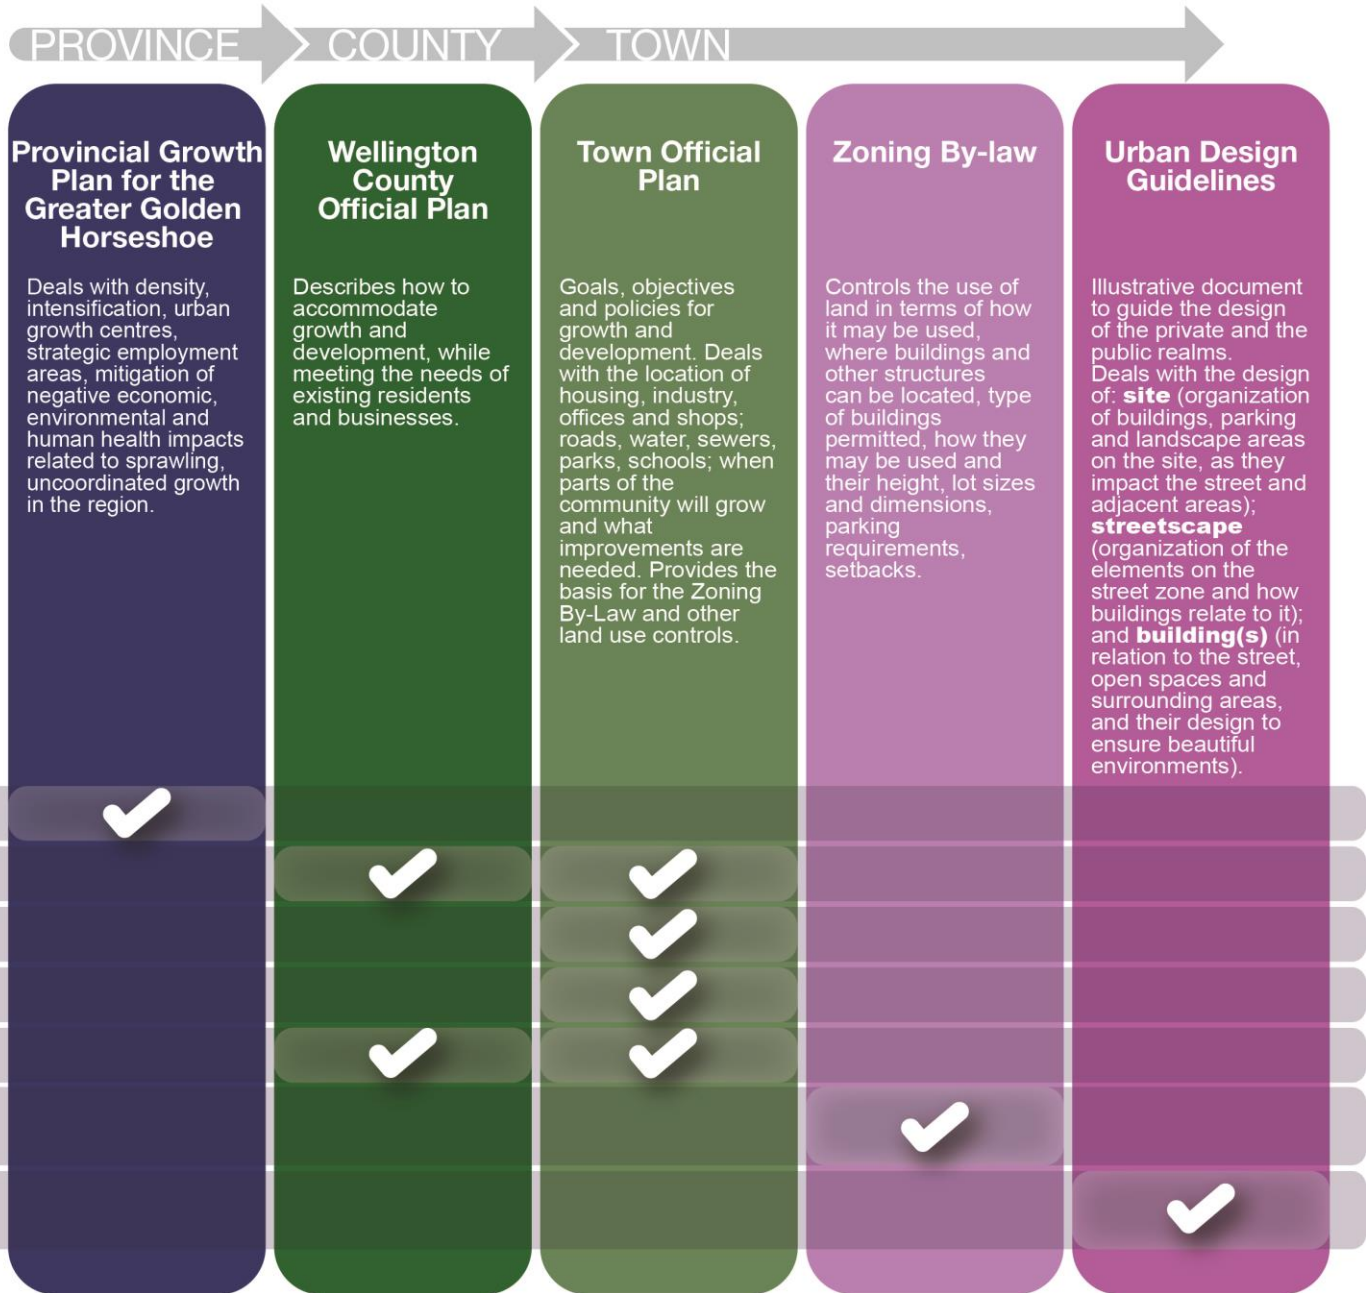 PROVINCE
COUNTY
TOWN
Provincial Growth
Plan for the
Greater Golden
Horseshoe
Deals with density,
intensification, urban
growth centres,
strategic employment
areas, mitigation of
negative economic,
environmental and
human health impacts
related to sprawling,
uncoordinated growth
in the region.
Wellington
County
Official Plan
Describes how to
accommodate
growth and
development, while
meeting the needs of
existing residents
and businesses.
Town Official
Plan
Goals, objectives
and policies for
growth and
development. Deals
with the location of
housing, industry,
offices and shops;
roads, water, sewers,
parks, schools; when
parts of the
community will grow
and what
improvements are
needed. Provides the
basis for the Zoning
By-Law and other
land use controls.
Zoning By-law
Controls the use of
land in terms of how
it may be used,
where buildings and
other structures
can be located, type
of buildings
permitted, how they
may be used and
their height, lot sizes
and dimensions,
parking
requirements,
setbacks.
Urban Design
Guidelines
Illustrative document
to guide the design
of the private and the
public realms.
Deals with the design
of: site (organization
of buildings, parking
and landscape areas
on the site, as they
impact the street and
adjacent areas);
streetscape
(organization of the
elements on the
street zone and how
buildings relate to it);
and building(s) (in
relation to the street,
open spaces and
surrounding areas,
and their design to
ensure beautiful
environments).